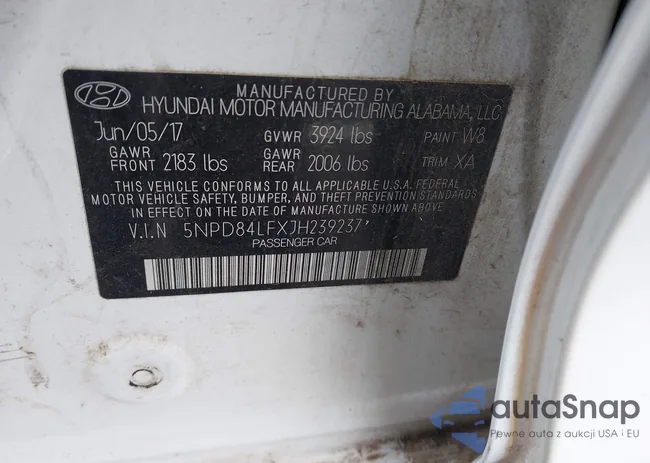 MANUFACTURED BY
HYUNDAI MOTOR MANUFACTURING ALABAMA, LLC
Jun/05/17 GVWR 3924 lbs PAINT W8
GAWR FRONT 2183 lbs GAWR REAR 2006 lbs TRIM XA
THIS VEHICLE CONFORMS TO ALL APPLICABLE U.S.A. FEDERAL
MOTOR VEHICLE SAFETY, BUMPER, AND THEFT PREVENTION STANDARDS
IN EFFECT ON THE DATE OF MANUFACTURE SHOWN ABOVE.
V.I.N 5NPD84LFXJH239237
PASSENGER CAR
autaSnap
Pewne auta z aukcji USA i EU